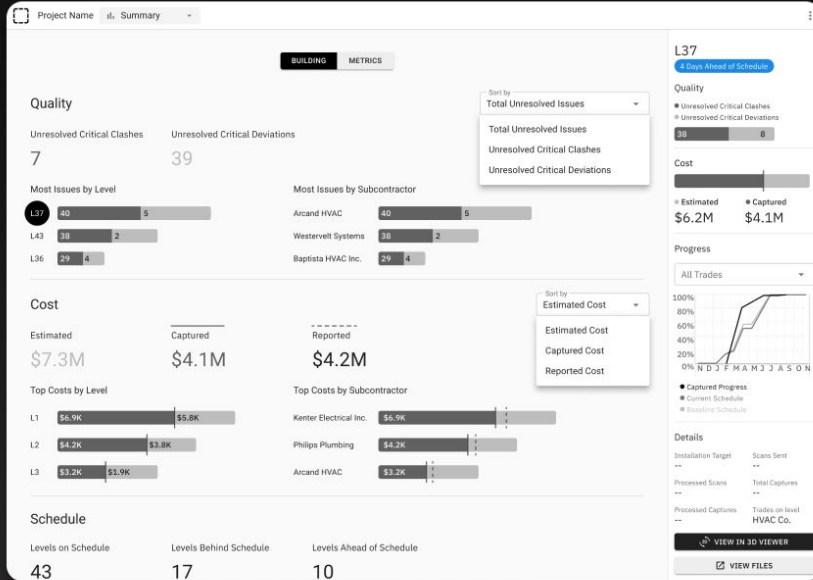 Project Name Summary
BUILDING METRICS
Quality
Sort by
Total Unresolved Issues
Total Unresolved Issues
Unresolved Critical Clashes
Unresolved Critical Deviations
Unresolved Critical Clashes Unresolved Critical Deviations
7 39
Most Issues by Level
L37 40 5
L43 38 2
L36 29 4
Most Issues by Subcontractor
Arcand HVAC 40 5
Westervelt Systems 38 2
Baptista HVAC Inc. 29 4
Cost
Sort by
Estimated Cost
Estimated Cost
Captured Cost
Reported Cost
Estimated Captured Reported
$7.3M $4.1M $4.2M
Top Costs by Level
L1 $6.9K $5.8K
L2 $4.2K $3.8K
L3 $3.2K $1.9K
Top Costs by Subcontractor
Kenter Electrical Inc. $6.9K
Philips Plumbing $4.2K
Arcand HVAC $3.2K
Schedule
Levels on Schedule Levels Behind Schedule Levels Ahead of Schedule
43 17 10
L37
4 Days Ahead of Schedule
Quality
Unresolved Critical Clashes
Unresolved Critical Deviations
38 8
Cost
Estimated Captured
$6.2M $4.1M
Progress
All Trades
100%
80%
60%
40%
20%
0%
N D J F M A M J J A S O N
Captured Progress
Current Schedule
Baseline Schedule
Details
Installation Target Scans Sent
-- --
Processed Scans Total Captures
-- --
Processed Captures Trades on level
-- HVAC Co.
VIEW IN 3D VIEWER
VIEW FILES